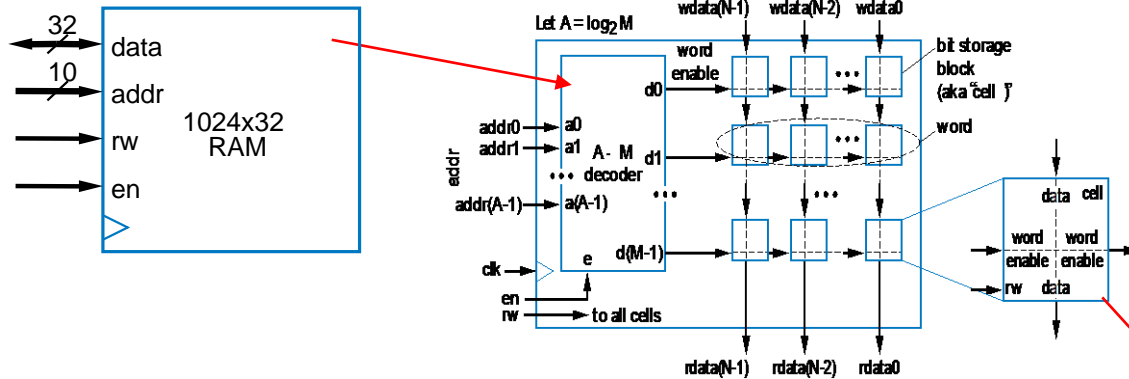 32
data
10
addr
rw
en
1024x32
RAM
Let A = log2 M
wdata(N-1) wdata(N-2) wdata0
word
enable
d0
bit storage
block
(aka “cell”)
word
addr
addr0
a0
addr1
a1
d1
A - M
decoder
addr(A-1)
a(A-1)
d(M-1)
e
clk
en
rw
to all cells
rdata(N-1) rdata(N-2) rdata0
data cell
word word
enable enable
rw data